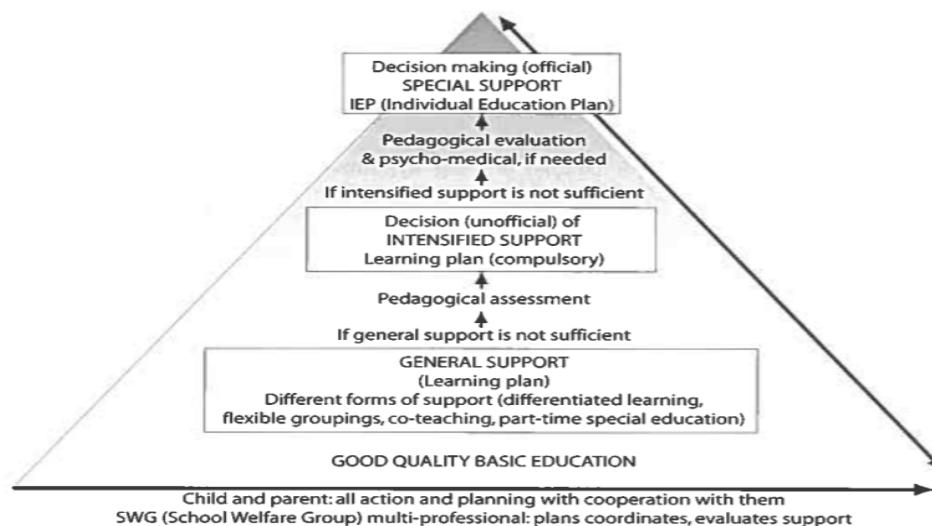 Decision making (official)
SPECIAL SUPPORT
IEP (Individual Education Plan)
Pedagogical evaluation
& psycho-medical, if needed
If intensified support is not sufficient
Decision (unofficial) of
INTENSIFIED SUPPORT
Learning plan (compulsory)
Pedagogical assessment
If general support is not sufficient
GENERAL SUPPORT
(Learning plan)
Different forms of support (differentiated learning,
flexible groupings, co-teaching, part-time special education)
GOOD QUALITY BASIC EDUCATION
Child and parent: all action and planning with cooperation with them
SWG (School Welfare Group) multi-professional: plans coordinates, evaluates support